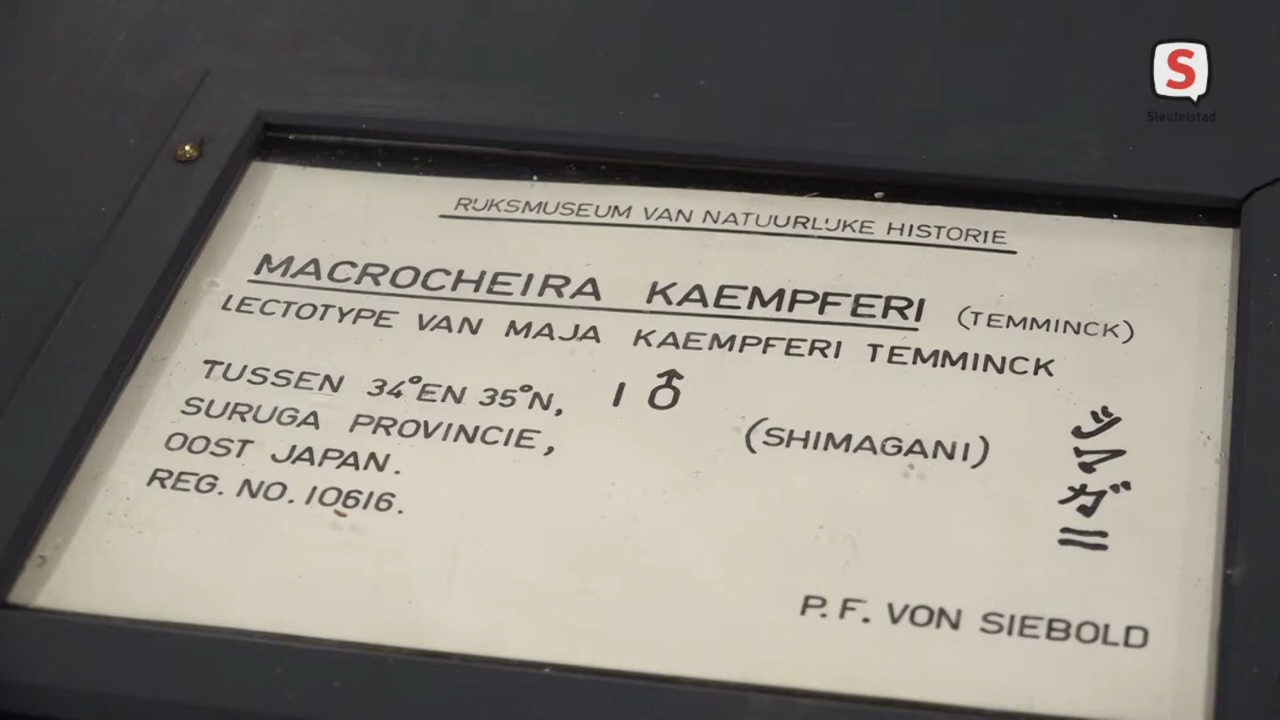 S
Sleutelstad
RIJKSMUSEUM VAN NATUURLIJKE HISTORIE
MACROCHEIRA KAEMPFERI (TEMMINCK)
LECTOTYPE VAN MAJA KAEMPFERI TEMMINCK
TUSSEN 34° EN 35°N, 1 ♂
SURUGA PROVINCIE,
OOST JAPAN.
REG. NO. 10616.
(SHIMAGANI)
シマガニ
P. F. VON SIEBOLD